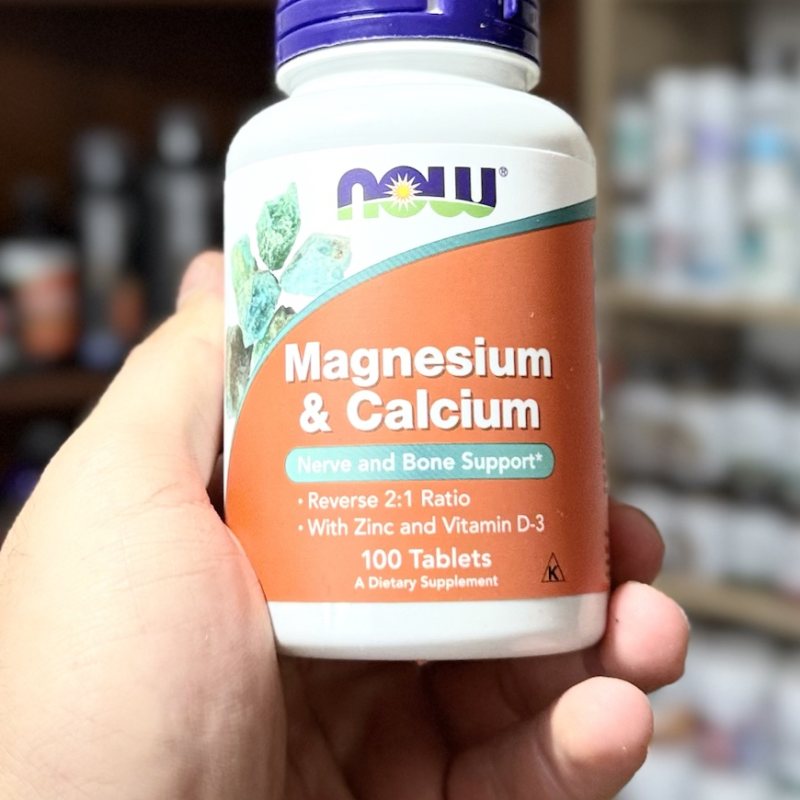 NOW®
Magnesium
& Calcium
Nerve and Bone Support*
• Reverse 2:1 Ratio
• With Zinc and Vitamin D-3
100 Tablets
A Dietary Supplement
K